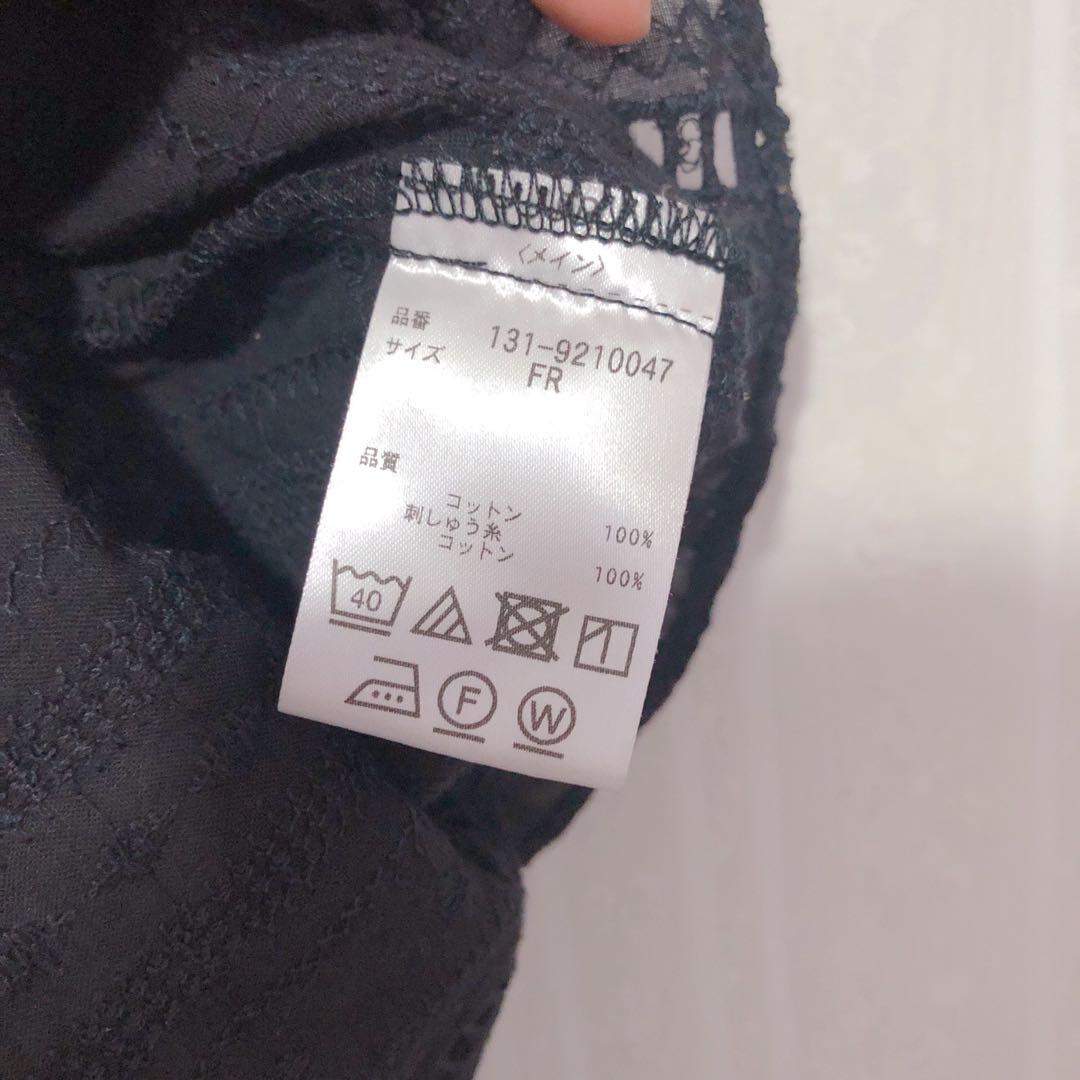 〈メイン〉
品番 131-9210047
サイズ FR
品質
コットン 100%
刺しゅう糸
コットン 100%
40
F W